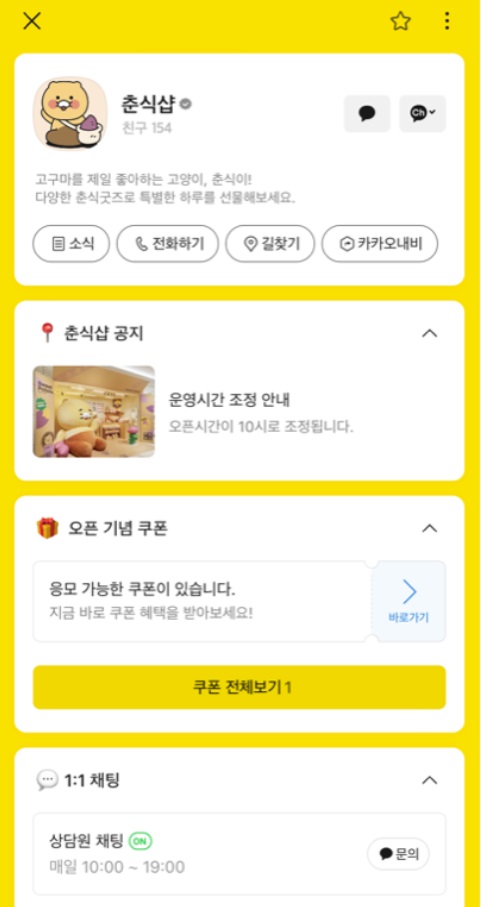 춘식샵
친구 154
Ch
고구마를 제일 좋아하는 고양이, 춘식이!
다양한 춘식굿즈로 특별한 하루를 선물해보세요.
소식
전화하기
길찾기
카카오내비
춘식샵 공지
운영시간 조정 안내
오픈시간이 10시로 조정됩니다.
오픈 기념 쿠폰
응모 가능한 쿠폰이 있습니다.
지금 바로 쿠폰 혜택을 받아보세요!
바로가기
쿠폰 전체보기 1
1:1 채팅
상담원 채팅 ON
매일 10:00 ~ 19:00
문의